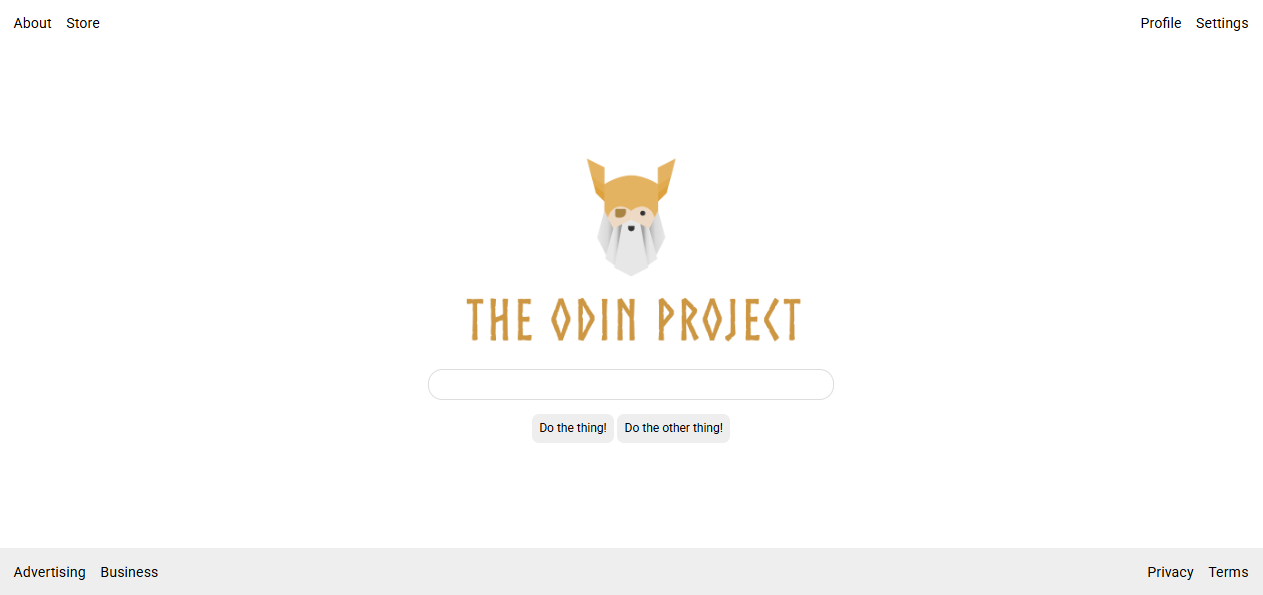 About Store Profile Settings
THE ODIN PROJECT
Do the thing! Do the other thing!
Advertising Business Privacy Terms